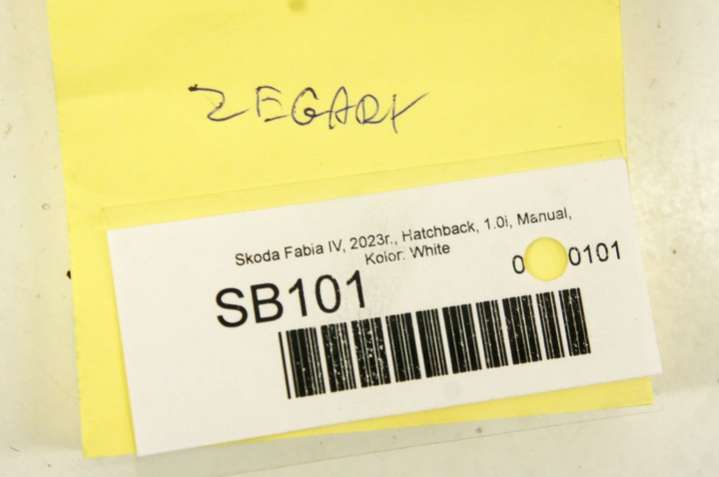 ZEGARY
Skoda Fabia IV, 2023r., Hatchback, 1.0i, Manual,
Kolor: White
SB101
0 0101